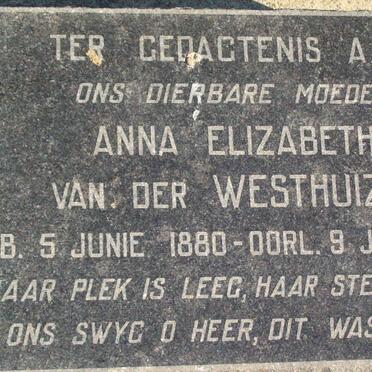 TER GEDAGTENIS A
ONS DIERBARE MOEDE
ANNA ELIZABETH
VAN DER WESTHUIZ
B. 5 JUNIE 1880 - OORL. 9 J
AAR PLEK IS LEEG, HAAR STE
ONS SWYG O HEER, DIT WAS